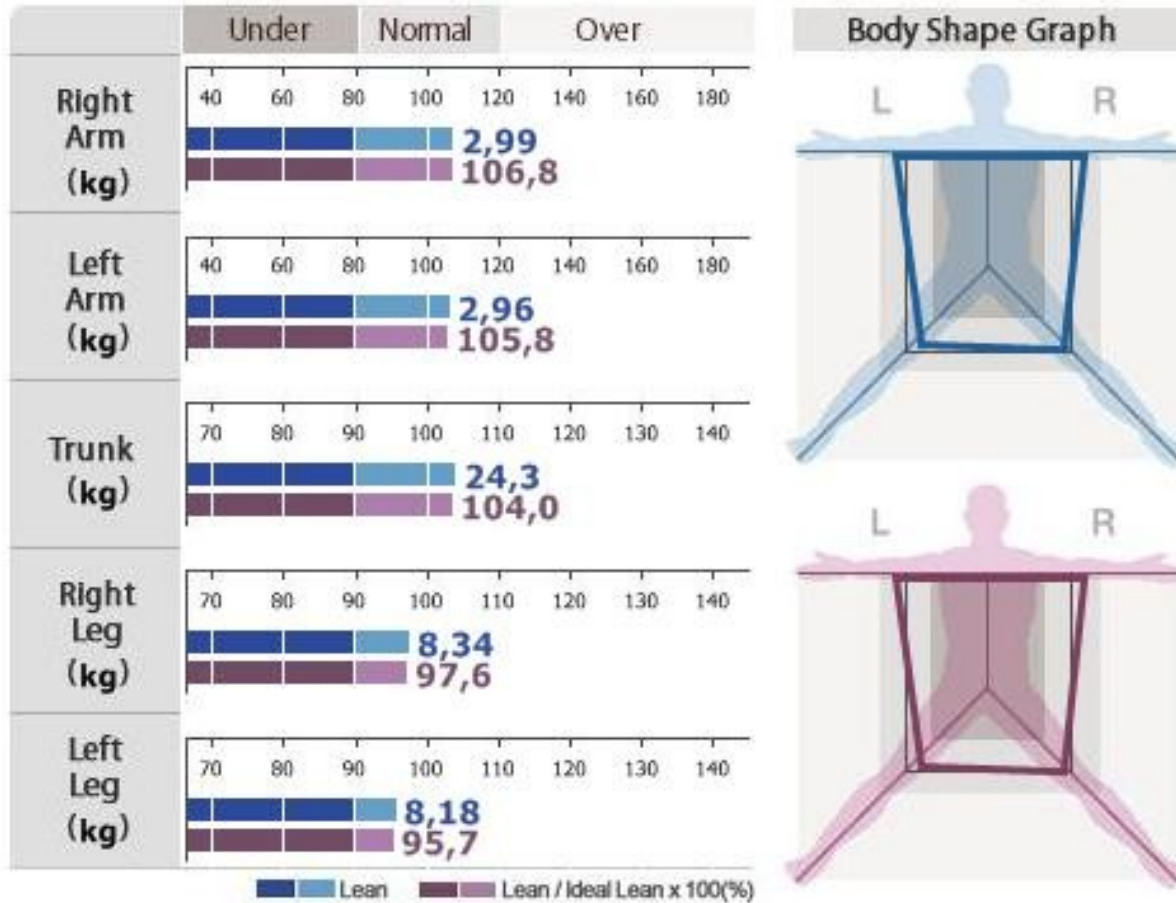 Under Normal Over
Right
Arm
(kg)
40 60 80 100 120 140 160 180
2,99
106,8
Left
Arm
(kg)
40 60 80 100 120 140 160 180
2,96
105,8
Trunk
(kg)
70 80 90 100 110 120 130 140
24,3
104,0
Right
Leg
(kg)
70 80 90 100 110 120 130 140
8,34
97,6
Left
Leg
(kg)
70 80 90 100 110 120 130 140
8,18
95,7
Lean Lean / Ideal Lean x 100(%)
Body Shape Graph
L R
L R